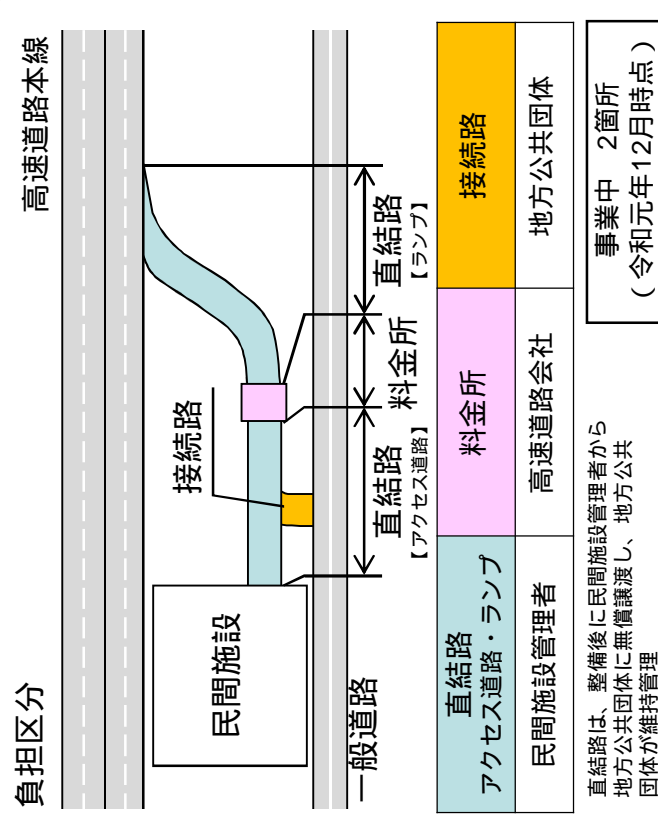 負担区分
高速道路本線
接続路
民間施設
直結路
【アクセス道路】
料金所
直結路
【ランプ】
一般道路
直結路
アクセス道路・ランプ
料金所
接続路
民間施設管理者
高速道路会社
地方公共団体
直結路は、整備後に民間施設管理者から
地方公共団体に無償譲渡し、地方公共
団体が維持管理
事業中 2箇所
(令和元年12月時点)